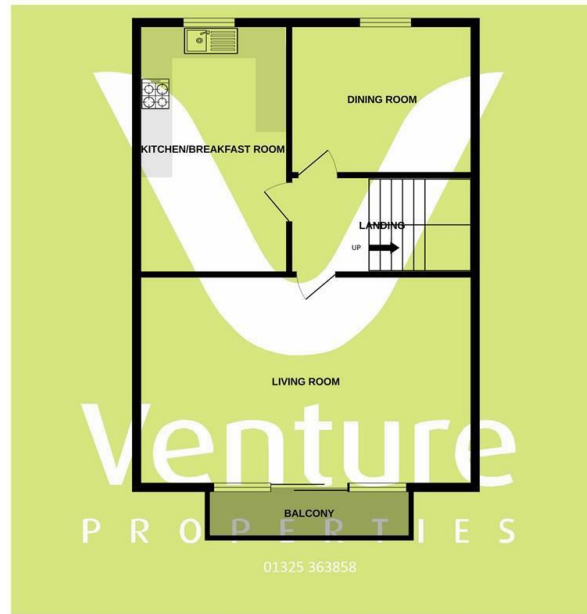 DINING ROOM
KITCHEN/BREAKFAST ROOM
LANDING
UP
LIVING ROOM
Venture
BALCONY
PROPERTIES
01325 363858